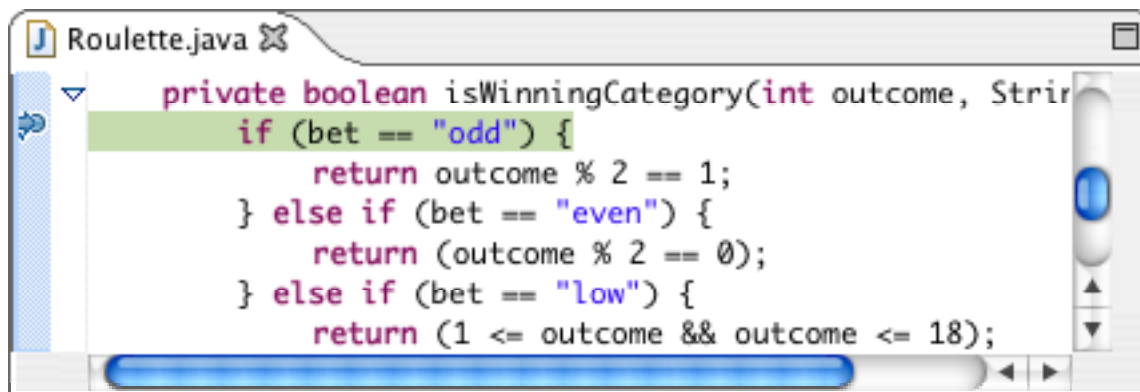 Roulette.java
private boolean isWinningCategory(int outcome, Strin
if (bet == "odd") {
return outcome % 2 == 1;
} else if (bet == "even") {
return (outcome % 2 == 0);
} else if (bet == "low") {
return (1 <= outcome && outcome <= 18);